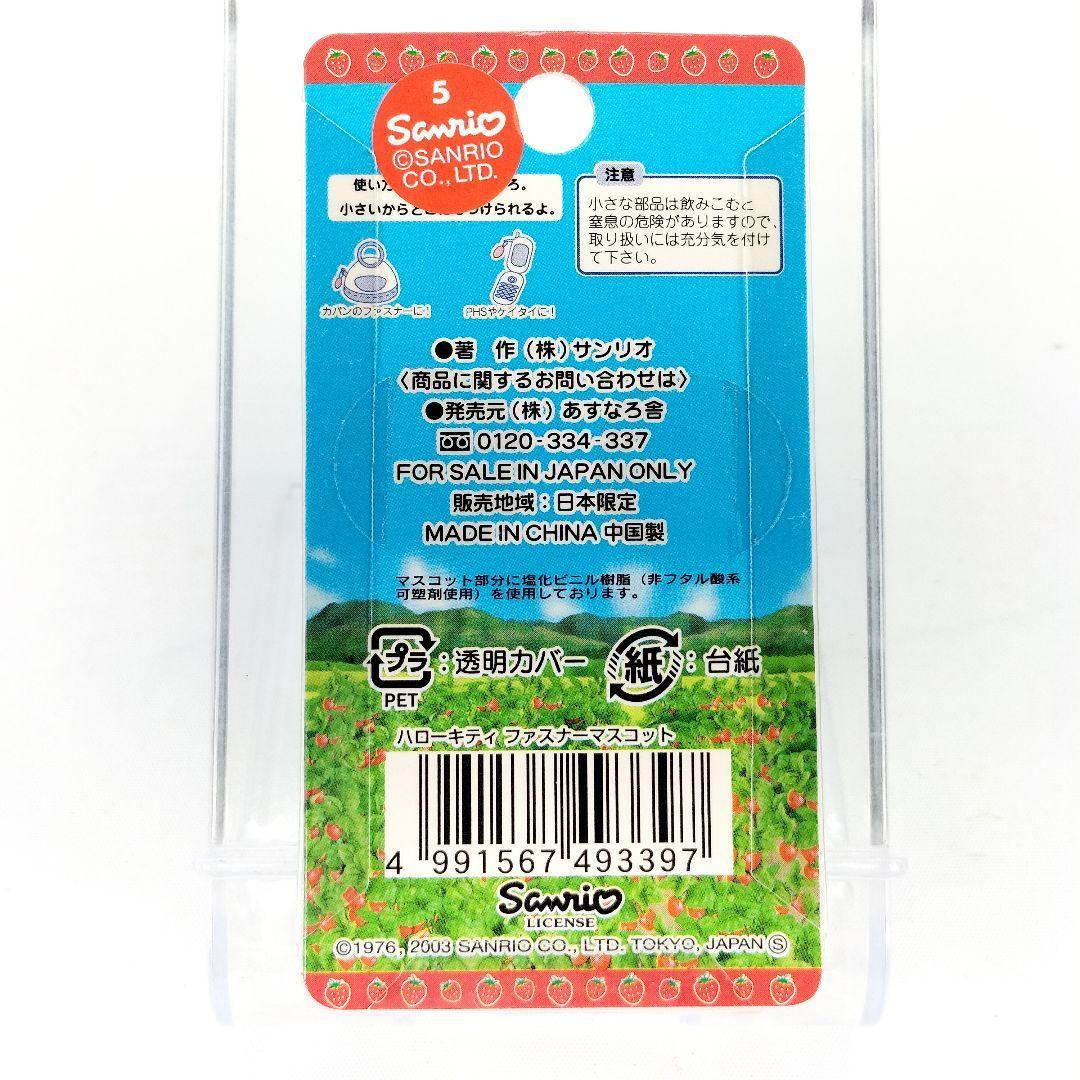 5
Sanrio
©SANRIO
CO., LTD.
使い方 ろ。
小さいからど つけられるよ。
カバンのファスナーに！
PHSやケイタイに！
注意
小さな部品は飲みこむと
窒息の危険がありますので、
取り扱いには充分気を付け
て下さい。
●著 作（株）サンリオ
〈商品に関するお問い合わせは〉
●発売元（株）あすなろ舎
0120-334-337
FOR SALE IN JAPAN ONLY
販売地域：日本限定
MADE IN CHINA 中国製
マスコット部分に塩化ビニル樹脂（非フタル酸系
可塑剤使用）を使用しております。
プラ：透明カバー
PET
紙：台紙
ハローキティ ファスナーマスコット
4 991567 493397
Sanrio
LICENSE
©1976, 2003 SANRIO CO., LTD. TOKYO, JAPAN Ⓢ